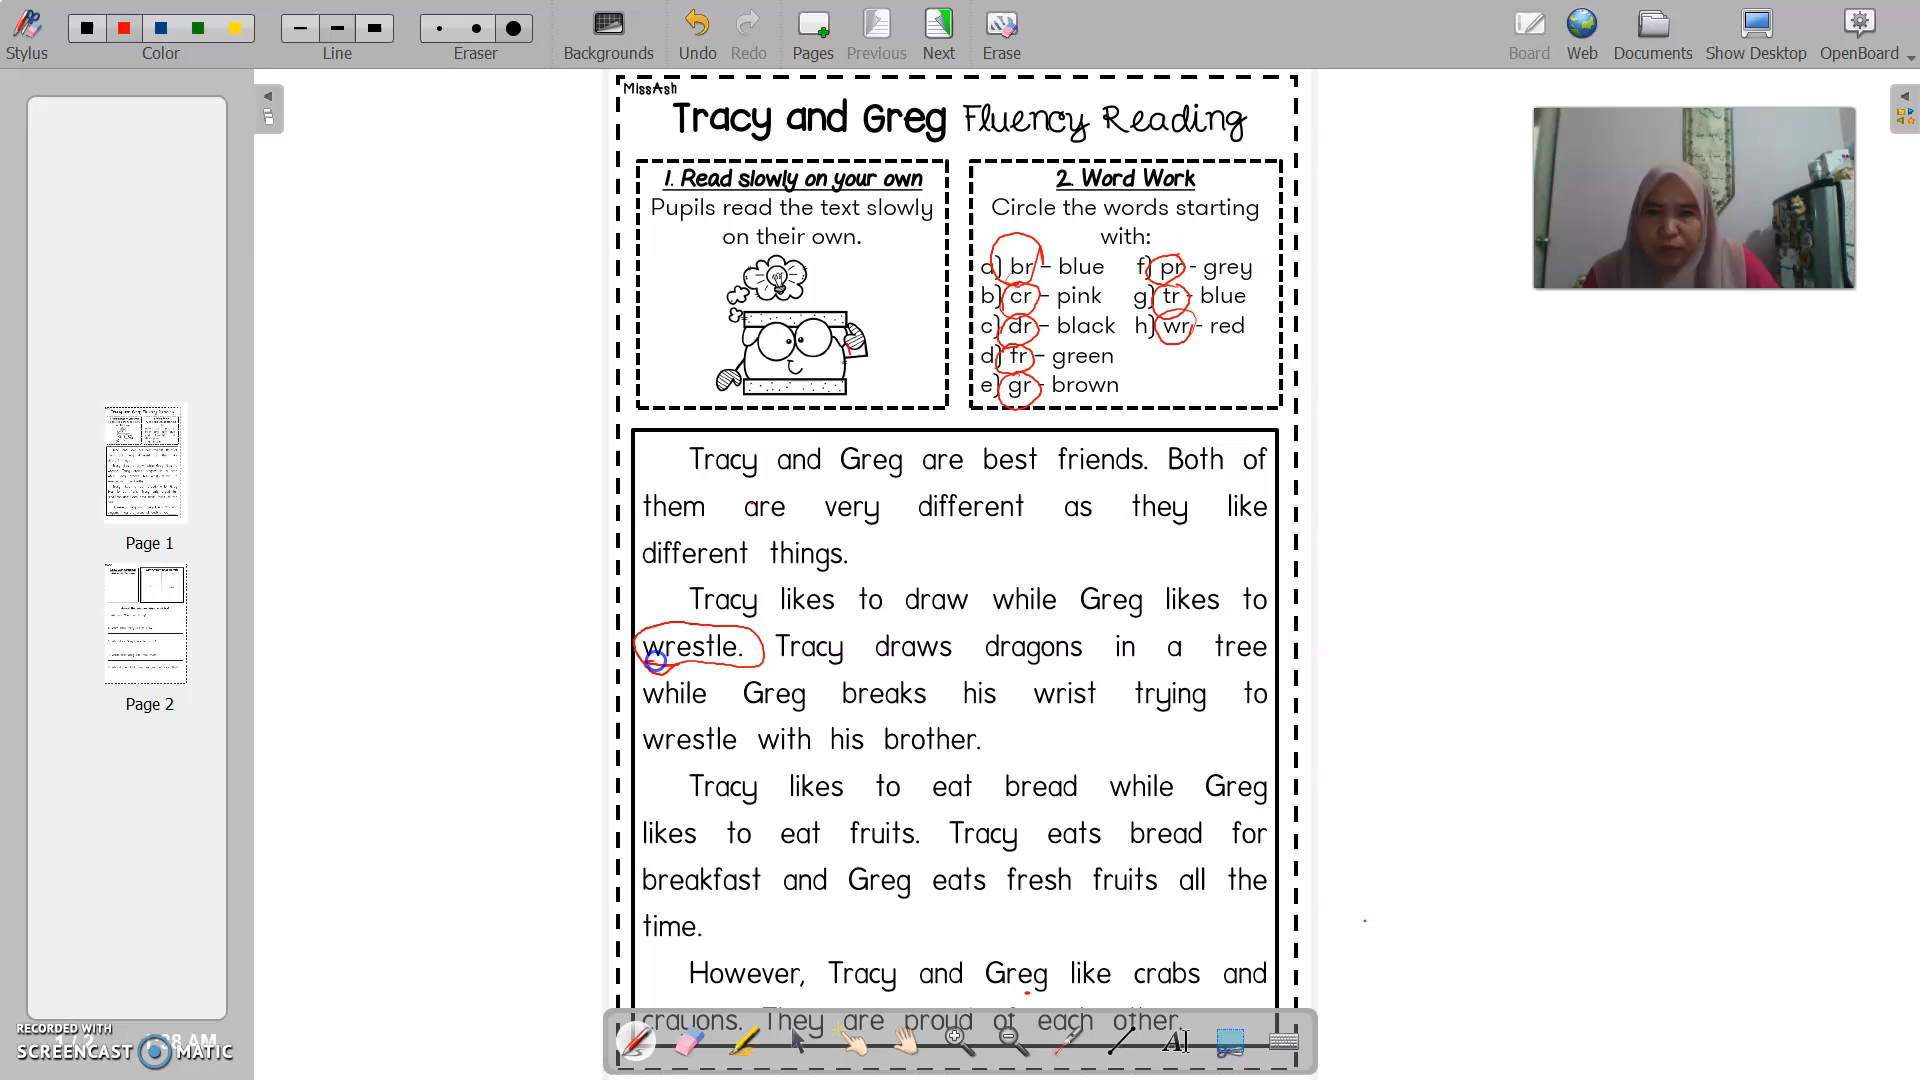 Stylus Color Line Eraser Backgrounds Undo Redo Pages Previous Next Erase Board Web Documents Show Desktop OpenBoard
Page 1
Page 2
RECORDED WITH
SCREENCAST MATIC
MissAsh
Tracy and Greg Fluency Reading
1. Read slowly on your own
Pupils read the text slowly
on their own.
2. Word Work
Circle the words starting
with:
a) br – blue f) pr - grey
b) cr – pink g) tr - blue
c) dr – black h) wr - red
d) fr – green
e) gr - brown
Tracy and Greg are best friends. Both of
them are very different as they like
different things.
Tracy likes to draw while Greg likes to
wrestle. Tracy draws dragons in a tree
while Greg breaks his wrist trying to
wrestle with his brother.
Tracy likes to eat bread while Greg
likes to eat fruits. Tracy eats bread for
breakfast and Greg eats fresh fruits all the
time.
However, Tracy and Greg like crabs and
crayons. They are proud of each other.